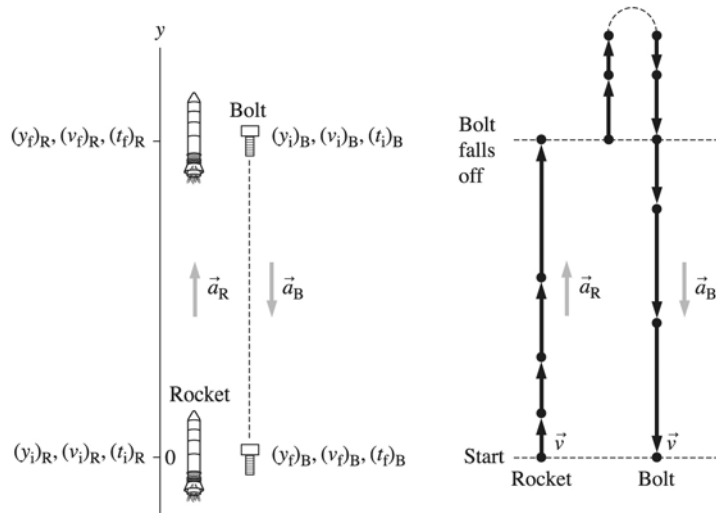 y
Bolt
(y_f)_R, (v_f)_R, (t_f)_R
(y_i)_B, (v_i)_B, (t_i)_B
a⃗_R
a⃗_B
Rocket
(y_i)_R, (v_i)_R, (t_i)_R
0
(y_f)_B, (v_f)_B, (t_f)_B
Bolt
falls
off
a⃗_R
a⃗_B
v⃗
v⃗
Start
Rocket
Bolt